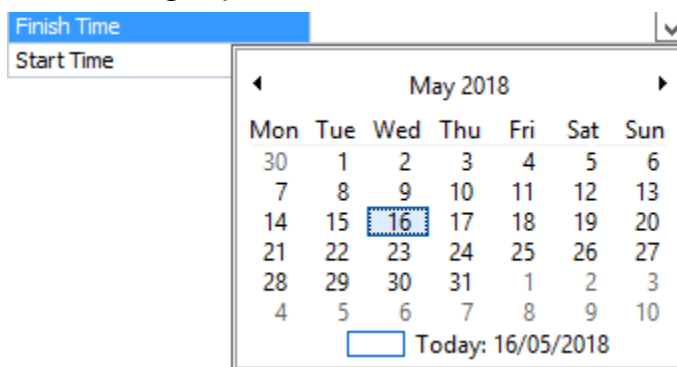 Finish Time
Start Time
May 2018
Mon Tue Wed Thu Fri Sat Sun
30 1 2 3 4 5 6
7 8 9 10 11 12 13
14 15 16 17 18 19 20
21 22 23 24 25 26 27
28 29 30 31 1 2 3
4 5 6 7 8 9 10
Today: 16/05/2018